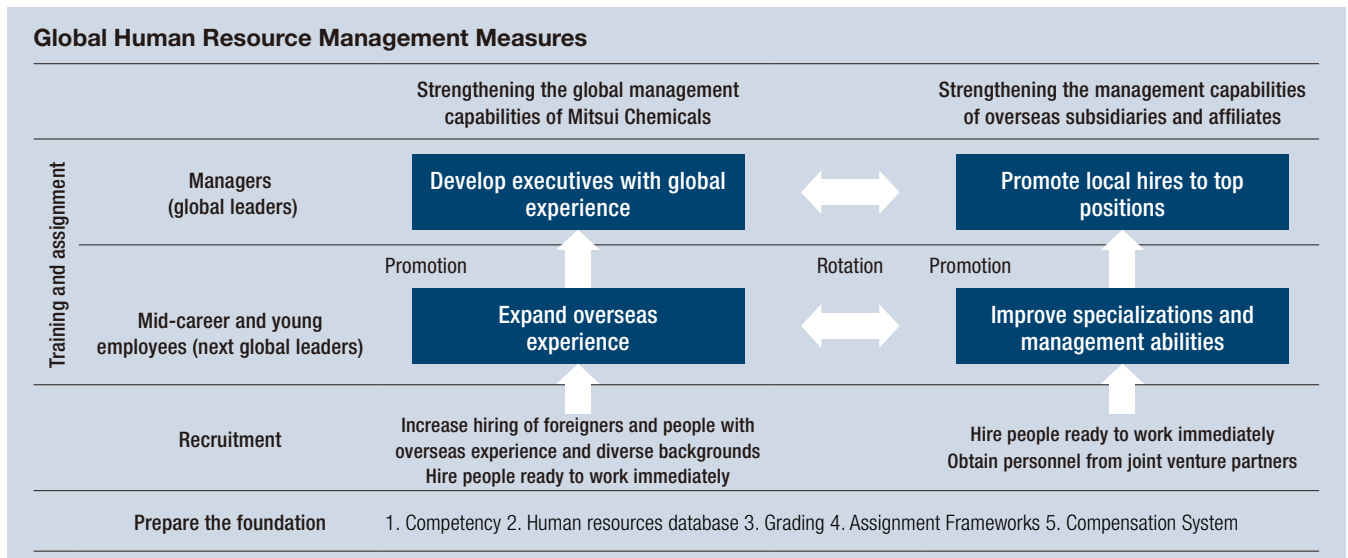 Global Human Resource Management Measures
Strengthening the global management
capabilities of Mitsui Chemicals
Strengthening the management capabilities
of overseas subsidiaries and affiliates
Training and assignment
Managers
(global leaders)
Develop executives with global
experience
Promote local hires to top
positions
Promotion
Rotation
Promotion
Mid-career and young
employees (next global leaders)
Expand overseas
experience
Improve specializations and
management abilities
Recruitment
Increase hiring of foreigners and people with
overseas experience and diverse backgrounds
Hire people ready to work immediately
Hire people ready to work immediately
Obtain personnel from joint venture partners
Prepare the foundation
1. Competency 2. Human resources database 3. Grading 4. Assignment Frameworks 5. Compensation System